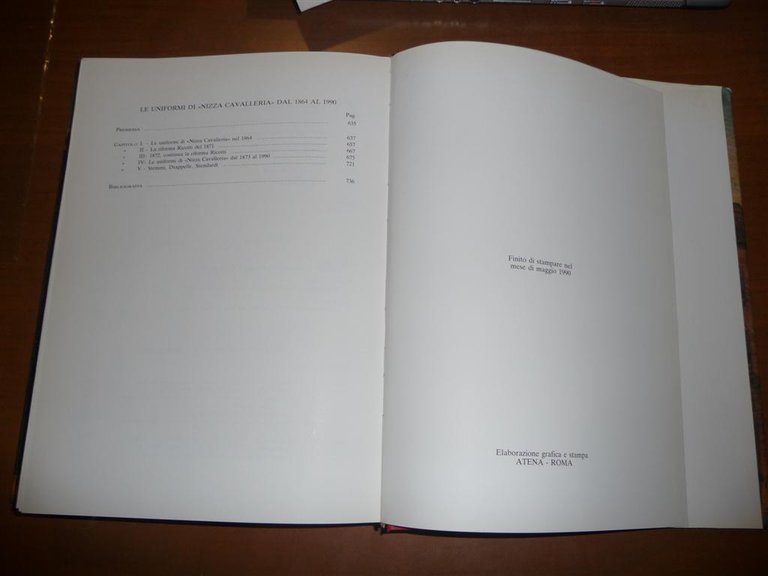 LE UNIFORMI DI «NIZZA CAVALLERIA» DAL 1864 AL 1990
Pag.
PREMESSA 635
CAPITOLO I - Le uniformi di «Nizza Cavalleria» nel 1864 637
» II - La riforma Ricotti del 1871 657
» III - 1872, continua la riforma Ricotti 667
» IV - Le uniformi di «Nizza Cavalleria» dal 1873 al 1990 675
» V - Stemmi, Drappelle, Stendardi 721
BIBLIOGRAFIA 736
Finito di stampare nel
mese di maggio 1990
Elaborazione grafica e stampa
ATENA - ROMA